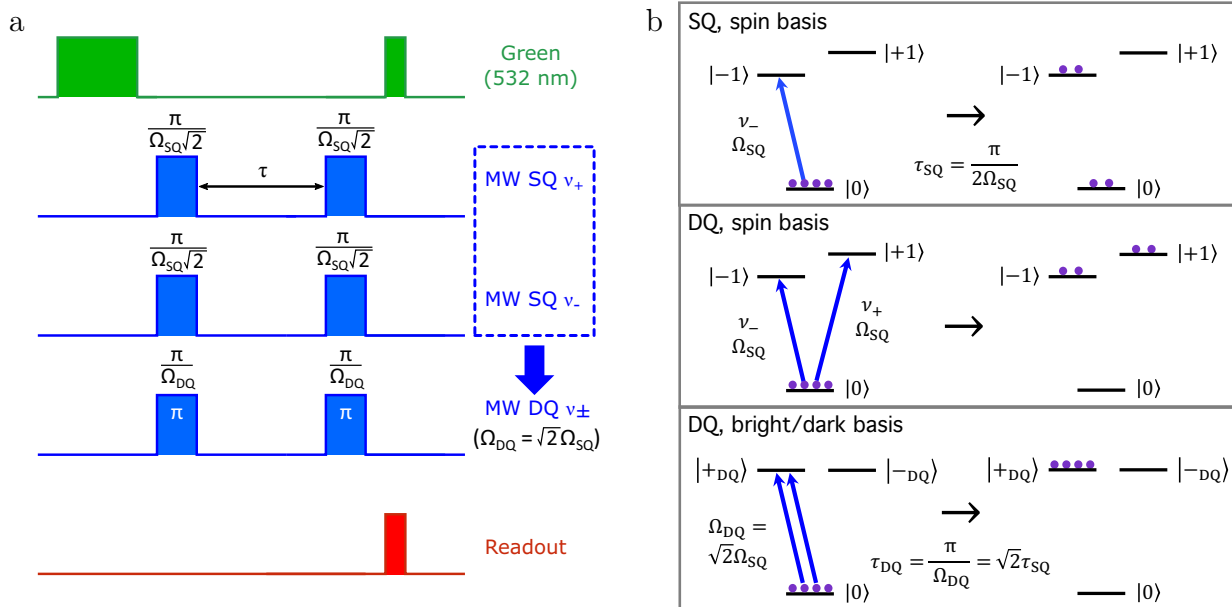 a
Green
(532 nm)
π/(Ω_SQ√2)
π/(Ω_SQ√2)
τ
MW SQ ν₊
π/(Ω_SQ√2)
π/(Ω_SQ√2)
MW SQ ν₋
π/Ω_DQ
π/Ω_DQ
π
π
MW DQ ν±
(Ω_DQ = √2Ω_SQ)
Readout
b
SQ, spin basis
|+1⟩
|−1⟩
ν₋
Ω_SQ
|0⟩
τ_SQ = π/(2Ω_SQ)
|+1⟩
|−1⟩
|0⟩
DQ, spin basis
|+1⟩
|−1⟩
ν₋
Ω_SQ
ν₊
Ω_SQ
|0⟩
|+1⟩
|−1⟩
|0⟩
DQ, bright/dark basis
|+_DQ⟩
|−_DQ⟩
Ω_DQ =
√2Ω_SQ
|0⟩
τ_DQ = π/Ω_DQ = √2τ_SQ
|+_DQ⟩
|−_DQ⟩
|0⟩